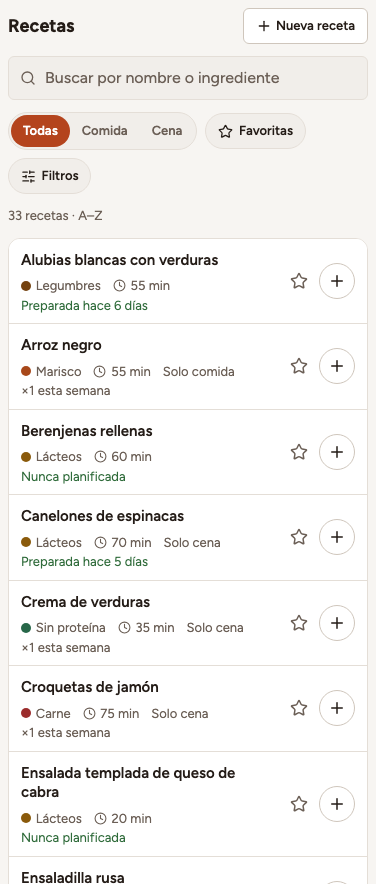 Recetas
+ Nueva receta
Buscar por nombre o ingrediente
Todas Comida Cena Favoritas
Filtros
33 recetas · A–Z
Alubias blancas con verduras
Legumbres 55 min
Preparada hace 6 días
Arroz negro
Marisco 55 min Solo comida
×1 esta semana
Berenjenas rellenas
Lácteos 60 min
Nunca planificada
Canelones de espinacas
Lácteos 70 min Solo cena
Preparada hace 5 días
Crema de verduras
Sin proteína 35 min Solo cena
×1 esta semana
Croquetas de jamón
Carne 75 min Solo cena
×1 esta semana
Ensalada templada de queso de
cabra
Lácteos 20 min
Nunca planificada
Ensaladilla rusa